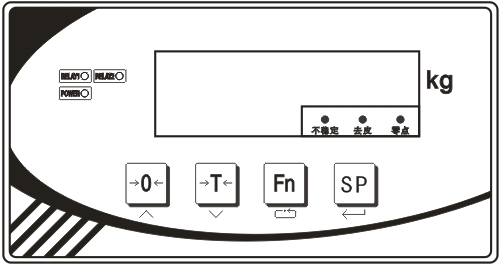 RELAY1 RELAY2
POWER
kg
不稳定 去皮 零点
→0← →T← Fn SP